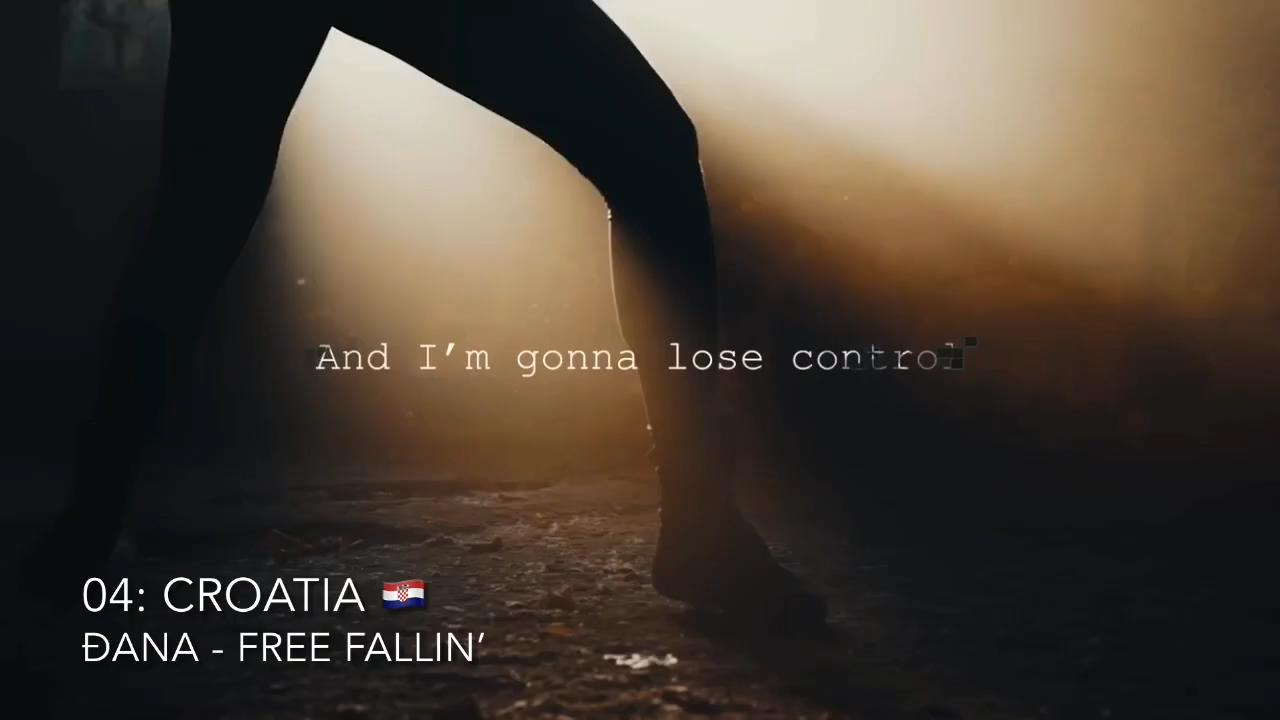 And I’m gonna lose control
04: CROATIA 🇭🇷
ĐANA - FREE FALLIN’